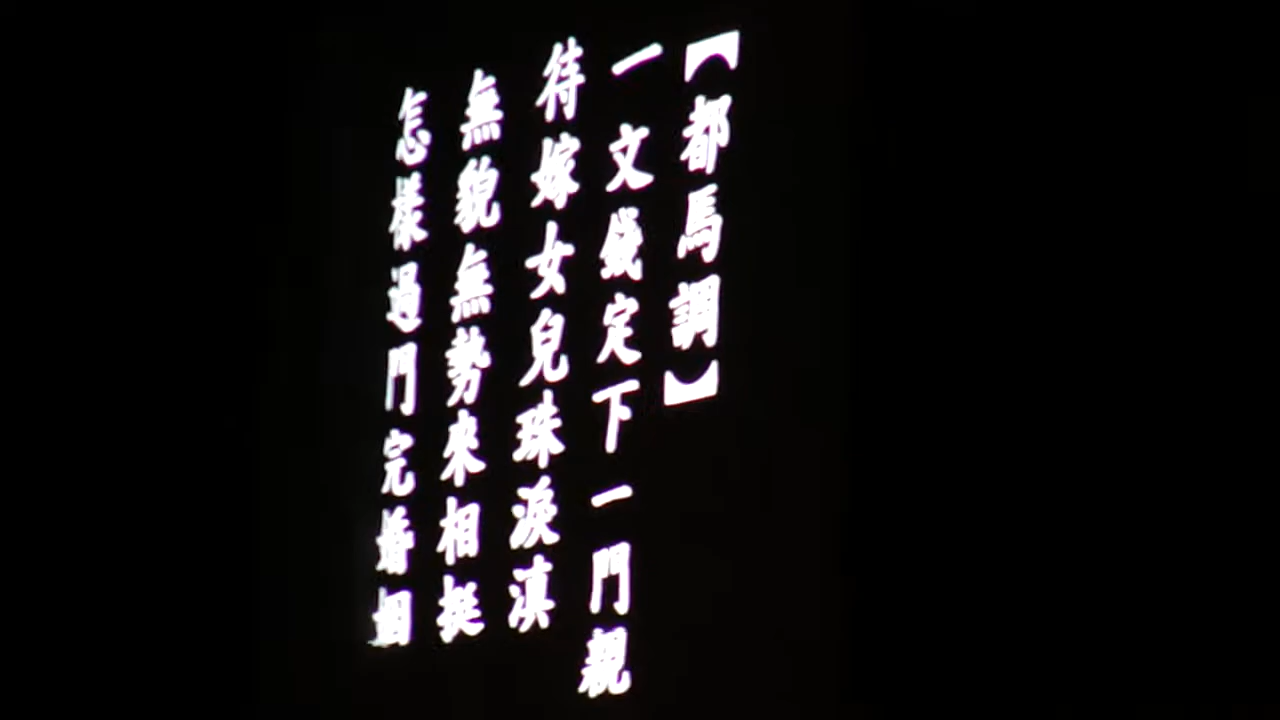 【都馬調】
一文錢定下一門親
待嫁女兒珠淚滇
無貌無勢來相挺
怎樣過門完婚姻